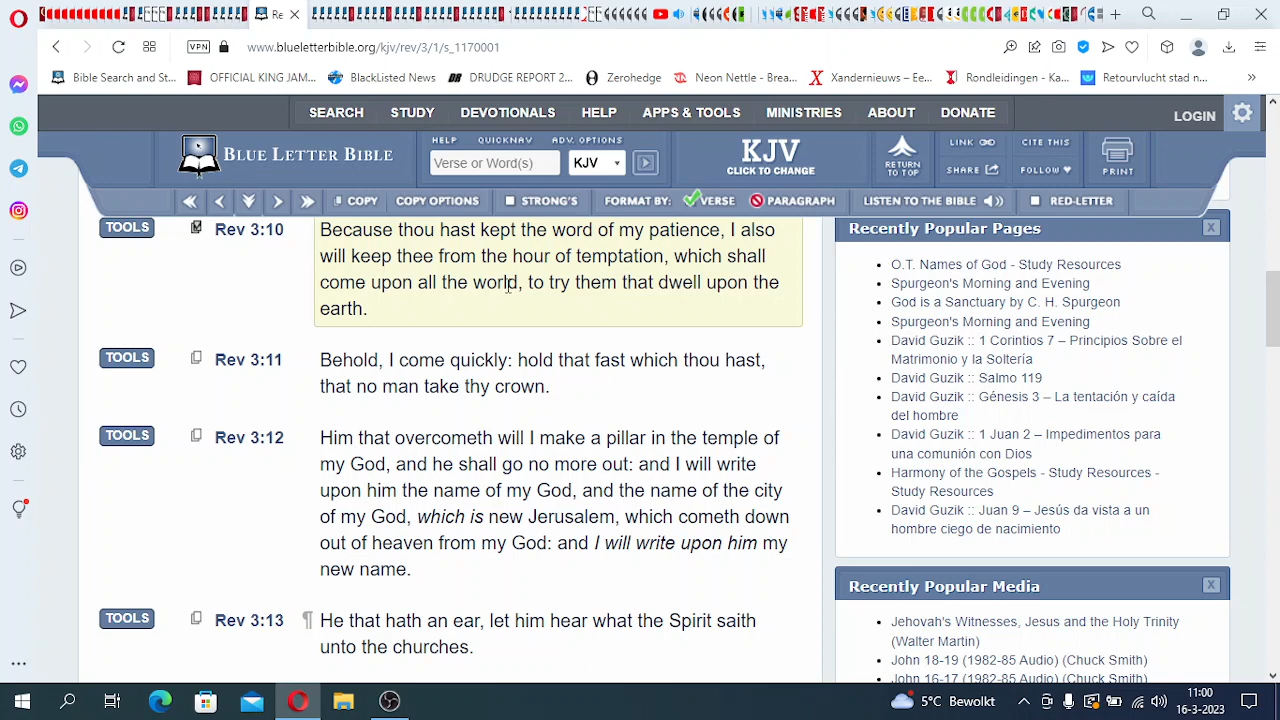 Re
www.blueletterbible.org/kjv/rev/3/1/s_1170001
VPN
Bible Search and St...
OFFICIAL KING JAM...
BlackListed News
DRUDGE REPORT 2...
Zerohedge
Neon Nettle - Brea...
Xandernieuws – Ee...
Rondleidingen - Ka...
Retourvlucht stad n...
SEARCH STUDY DEVOTIONALS HELP APPS & TOOLS MINISTRIES ABOUT DONATE
LOGIN
BLUE LETTER BIBLE
HELP QUICKNAV ADV. OPTIONS
Verse or Word(s)
KJV
KJV
CLICK TO CHANGE
RETURN
TO TOP
LINK
SHARE
CITE THIS
FOLLOW
PRINT
COPY COPY OPTIONS STRONG'S FORMAT BY: VERSE PARAGRAPH LISTEN TO THE BIBLE RED-LETTER
TOOLS
Rev 3:10
Because thou hast kept the word of my patience, I also
will keep thee from the hour of temptation, which shall
come upon all the world, to try them that dwell upon the
earth.
TOOLS
Rev 3:11
Behold, I come quickly: hold that fast which thou hast,
that no man take thy crown.
TOOLS
Rev 3:12
Him that overcometh will I make a pillar in the temple of
my God, and he shall go no more out: and I will write
upon him the name of my God, and the name of the city
of my God, which is new Jerusalem, which cometh down
out of heaven from my God: and I will write upon him my
new name.
TOOLS
Rev 3:13
¶ He that hath an ear, let him hear what the Spirit saith
unto the churches.
Recently Popular Pages
X
O.T. Names of God - Study Resources
Spurgeon's Morning and Evening
God is a Sanctuary by C. H. Spurgeon
Spurgeon's Morning and Evening
David Guzik :: 1 Corintios 7 – Principios Sobre el
Matrimonio y la Soltería
David Guzik :: Salmo 119
David Guzik :: Génesis 3 – La tentación y caída
del hombre
David Guzik :: 1 Juan 2 – Impedimentos para
una comunión con Dios
Harmony of the Gospels - Study Resources -
Study Resources
David Guzik :: Juan 9 – Jesús da vista a un
hombre ciego de nacimiento
Recently Popular Media
X
Jehovah's Witnesses, Jesus and the Holy Trinity
(Walter Martin)
John 18-19 (1982-85 Audio) (Chuck Smith)
John 16-17 (1982-85 Audio) (Chuck Smith)
5°C Bewolkt
11:00
16-3-2023